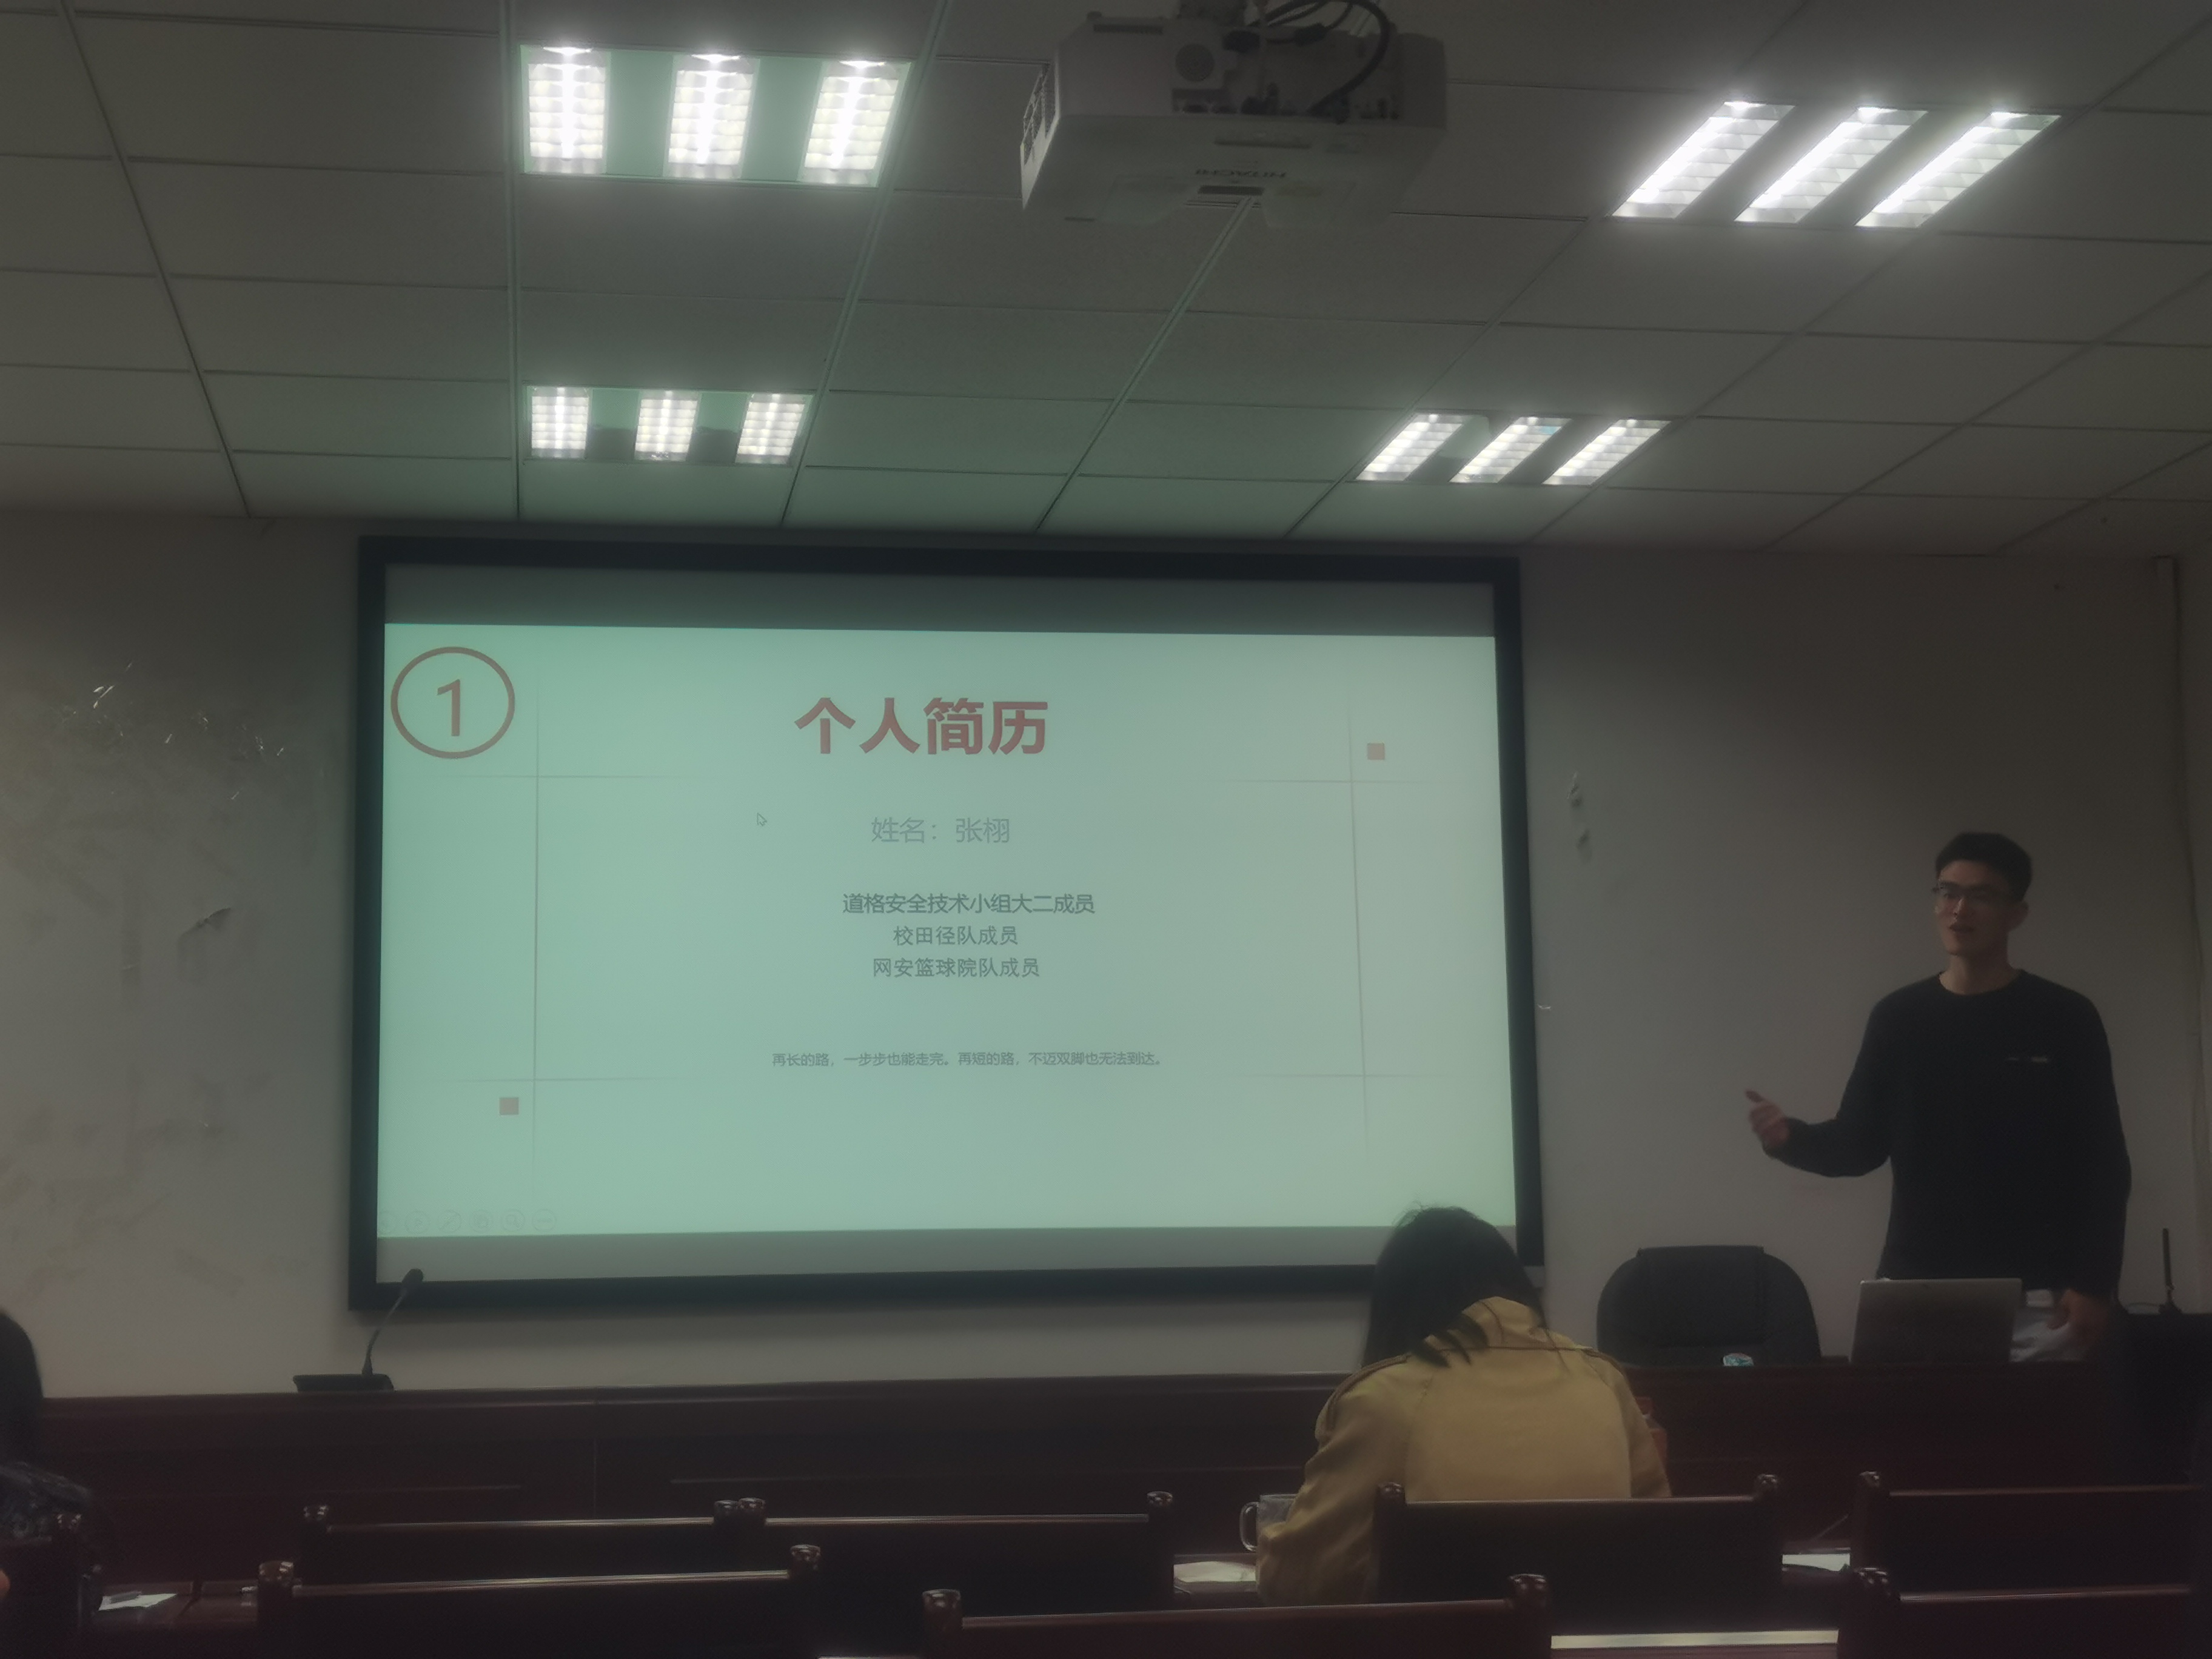 HITACHI
1
个人简历
姓名：张栩
道格安全技术小组大二成员
校田径队成员
网安篮球院队成员
再长的路，一步步也能走完。再短的路，不迈双脚也无法到达。